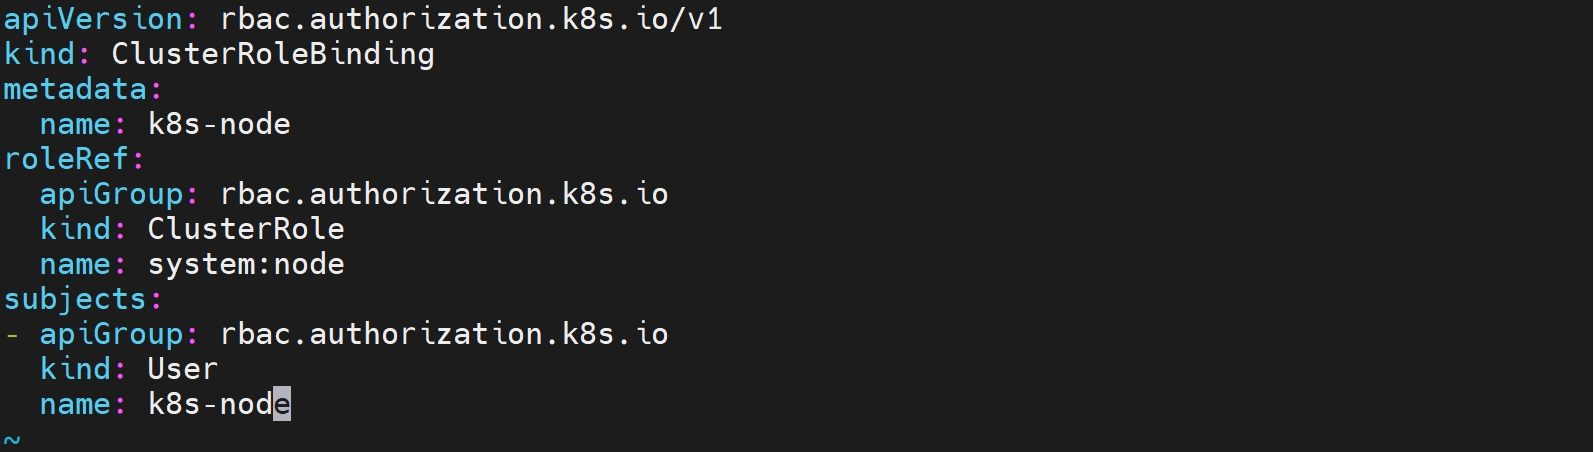 apiVersion: rbac.authorization.k8s.io/v1
kind: ClusterRoleBinding
metadata:
  name: k8s-node
roleRef:
  apiGroup: rbac.authorization.k8s.io
  kind: ClusterRole
  name: system:node
subjects:
- apiGroup: rbac.authorization.k8s.io
  kind: User
  name: k8s-node
~